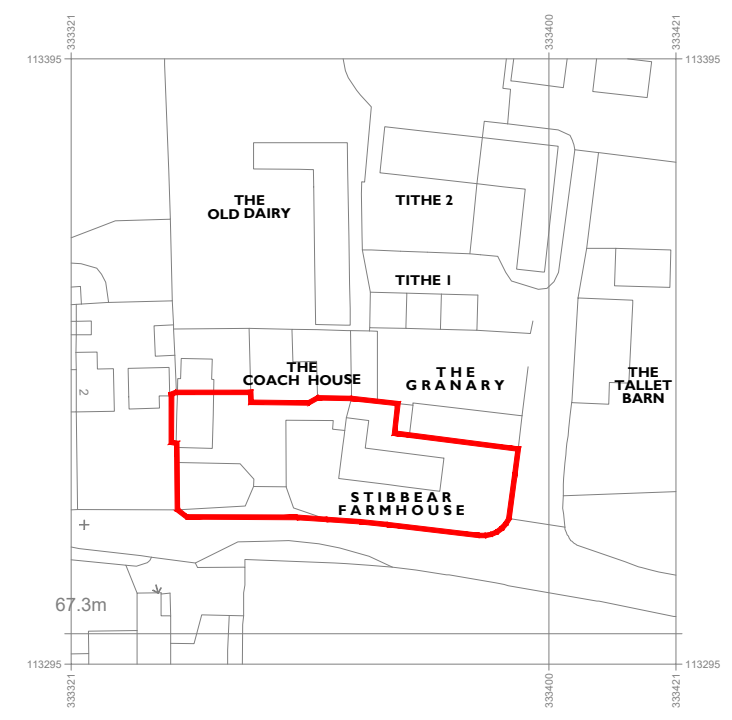 333321
333400
333421
113395
113395
THE
OLD DAIRY
TITHE 2
TITHE 1
THE
COACH HOUSE
THE
GRANARY
THE
TALLET
BARN
2
STIBBEAR
FARMHOUSE
67.3m
113295
113295
333321
333400
333421